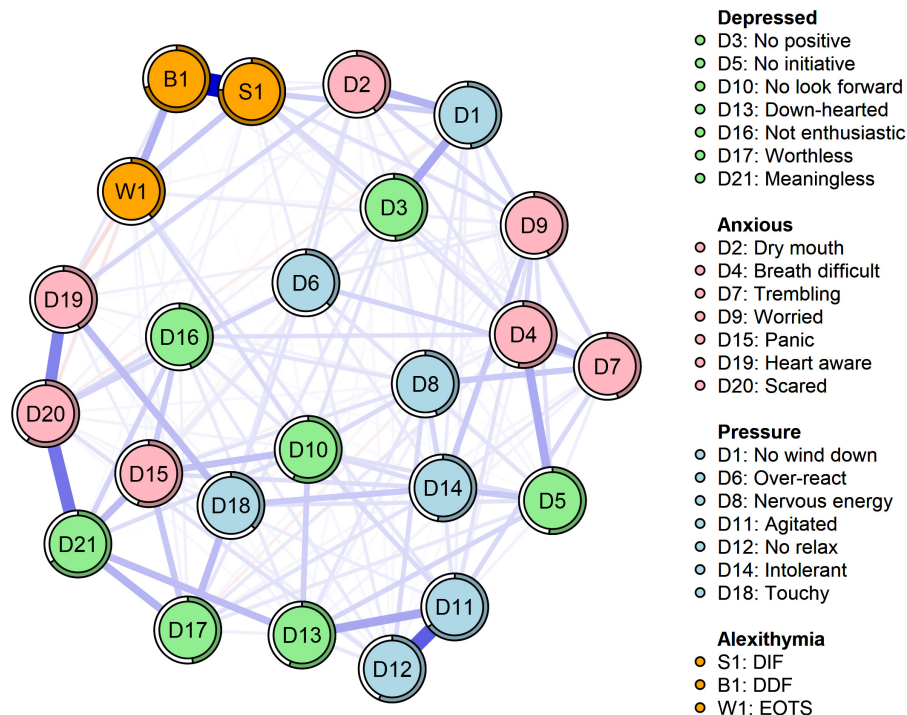 B1
S1
D2
D1
W1
D3
D9
D6
D19
D16
D4
D7
D8
D20
D10
D15
D14
D18
D5
D21
D11
D17
D13
D12
Depressed
D3: No positive
D5: No initiative
D10: No look forward
D13: Down-hearted
D16: Not enthusiastic
D17: Worthless
D21: Meaningless
Anxious
D2: Dry mouth
D4: Breath difficult
D7: Trembling
D9: Worried
D15: Panic
D19: Heart aware
D20: Scared
Pressure
D1: No wind down
D6: Over-react
D8: Nervous energy
D11: Agitated
D12: No relax
D14: Intolerant
D18: Touchy
Alexithymia
S1: DIF
B1: DDF
W1: EOTS